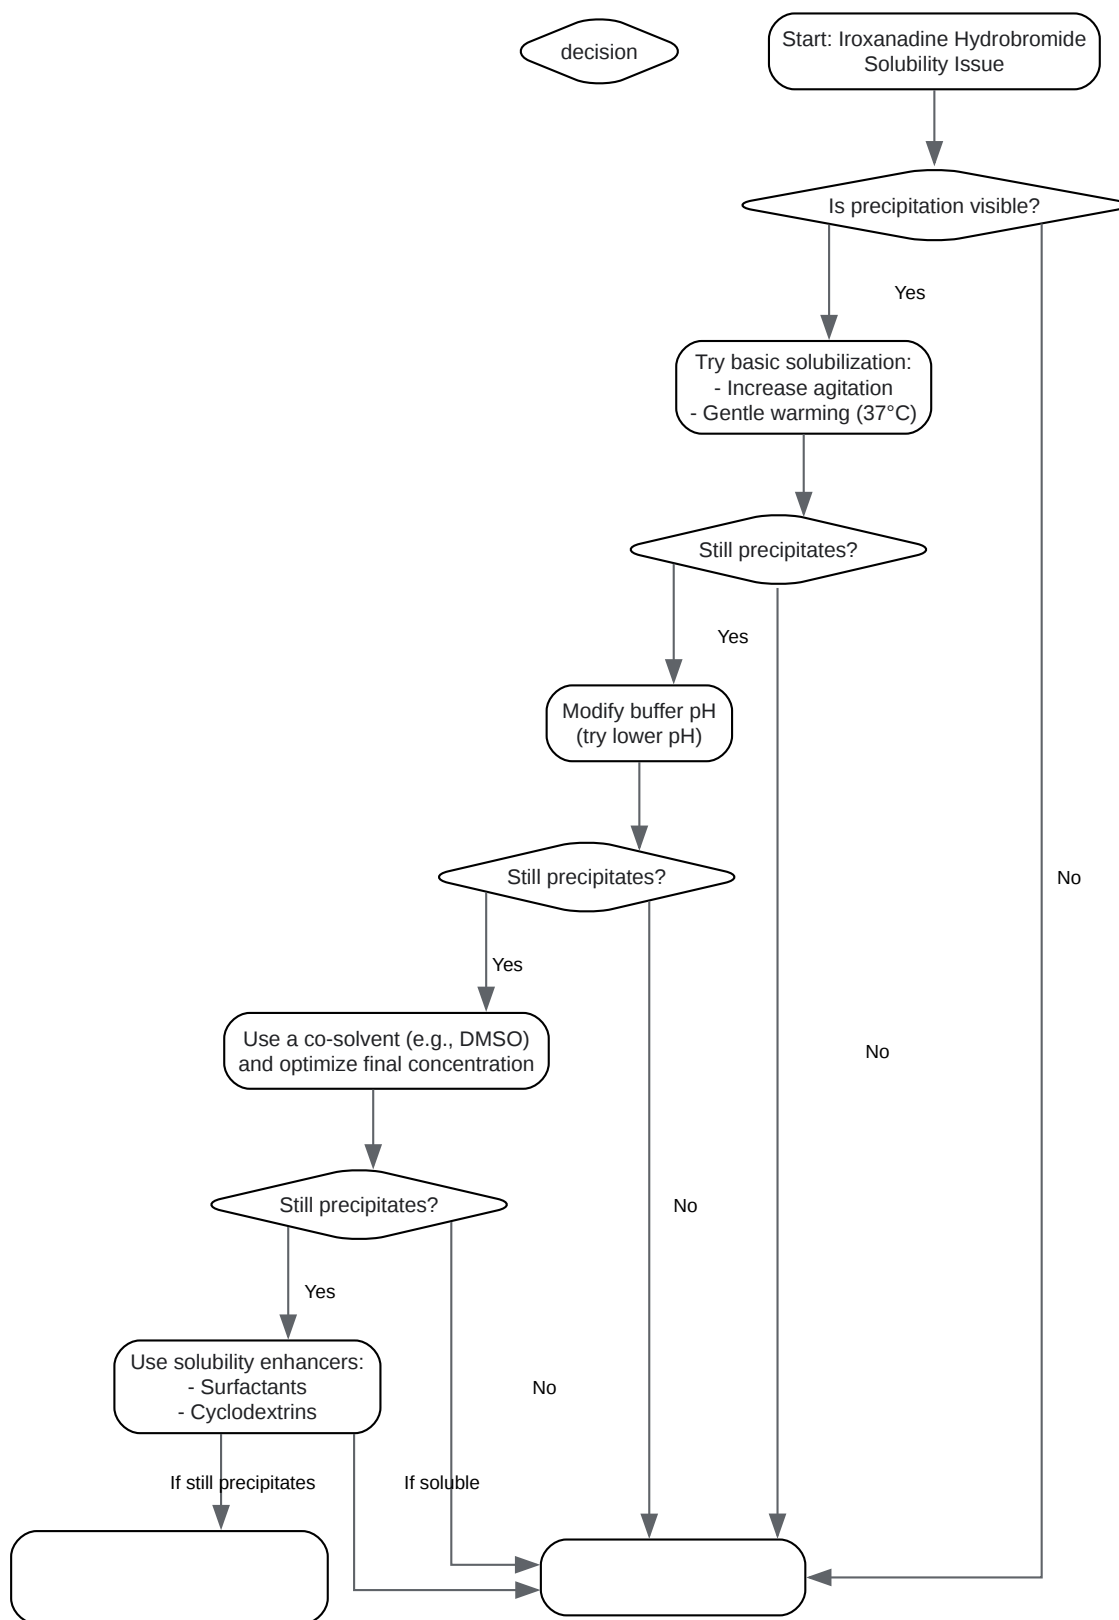 decision
Start: Iroxanadine Hydrobromide
Solubility Issue
Is precipitation visible?
Yes
Try basic solubilization:
- Increase agitation
- Gentle warming (37°C)
Still precipitates?
Yes
Modify buffer pH
(try lower pH)
Still precipitates?
No
Yes
Use a co-solvent (e.g., DMSO)
and optimize final concentration
No
Still precipitates?
No
Yes
Use solubility enhancers:
- Surfactants
- Cyclodextrins
No
If still precipitates
If soluble